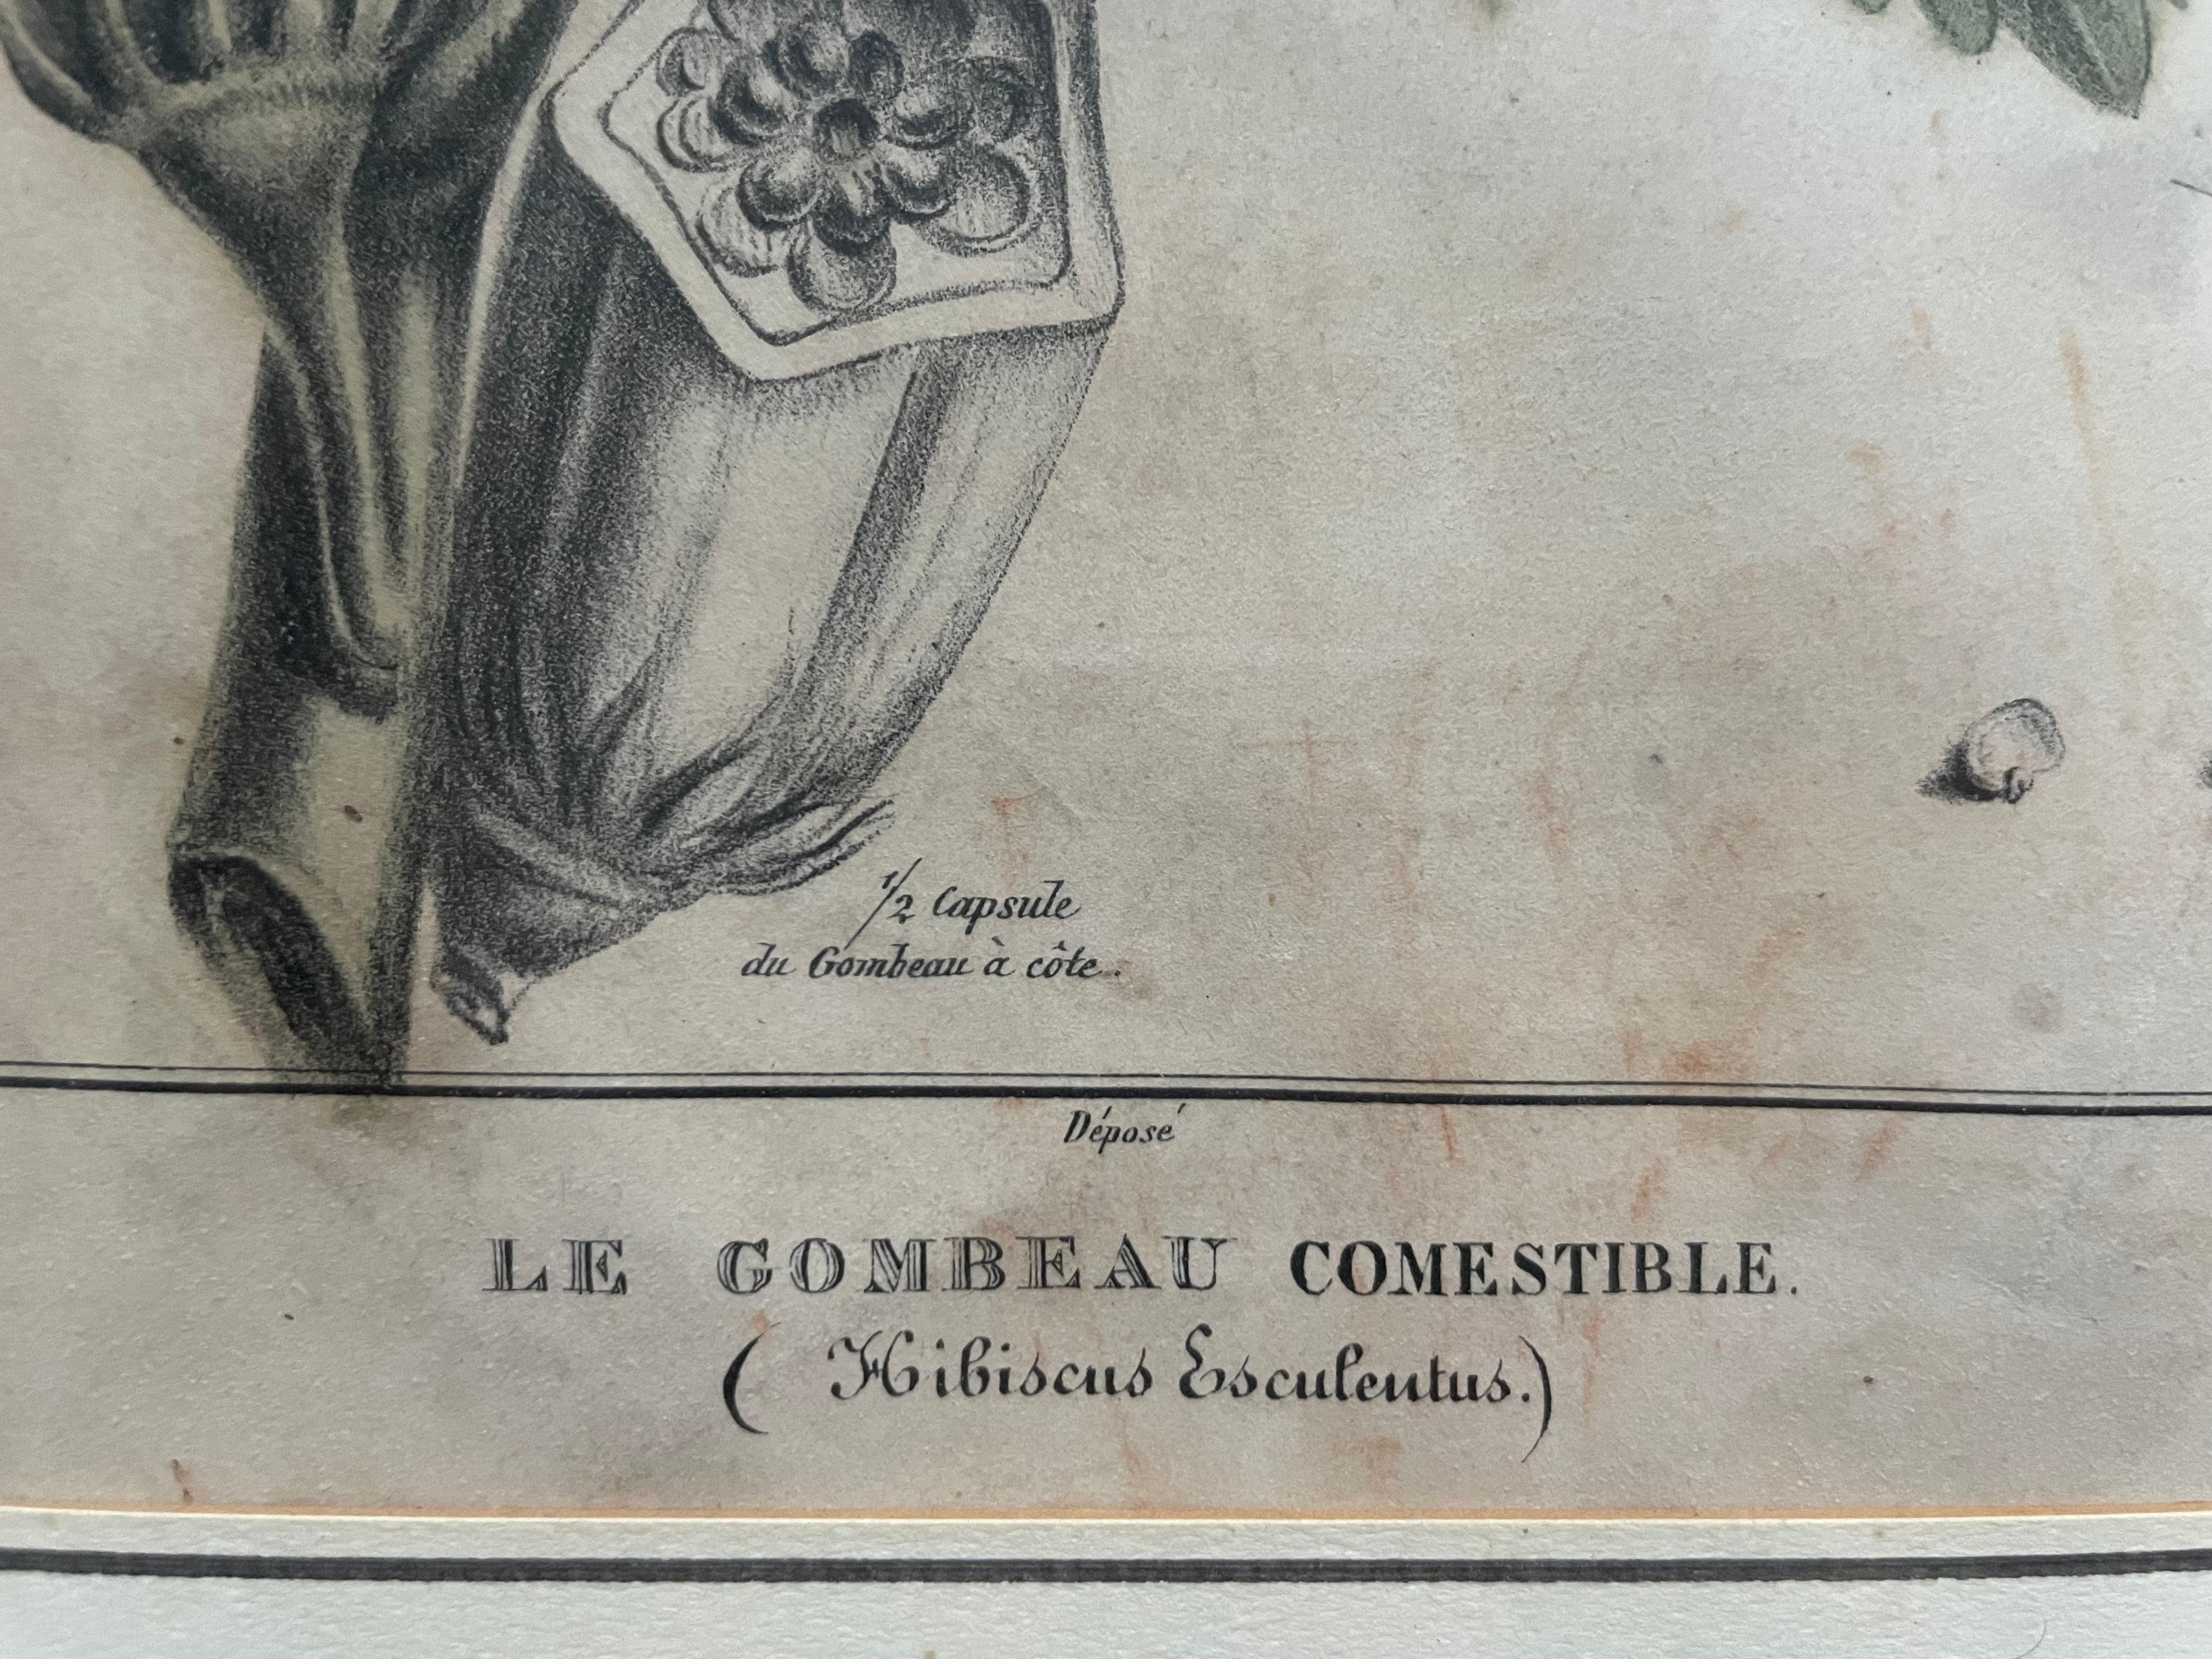 1/2 Capsule
du Gombeau à côte.
Déposé
LE GOMBEAU COMESTIBLE.
( Hibiscus Esculentus.)